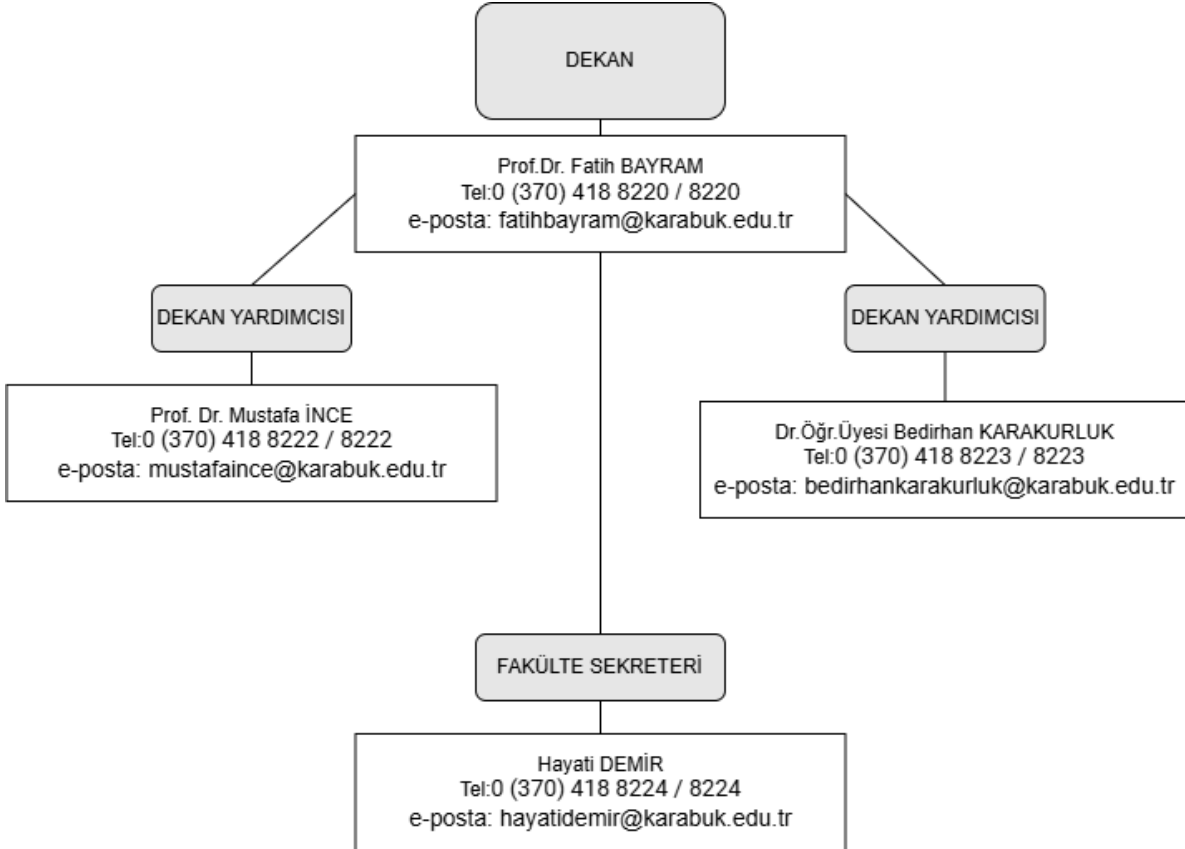 DEKAN
Prof.Dr. Fatih BAYRAM
Tel:0 (370) 418 8220 / 8220
e-posta: fatihbayram@karabuk.edu.tr
DEKAN YARDIMCISI
Prof. Dr. Mustafa İNCE
Tel:0 (370) 418 8222 / 8222
e-posta: mustafaince@karabuk.edu.tr
DEKAN YARDIMCISI
Dr.Öğr.Üyesi Bedirhan KARAKURLUK
Tel:0 (370) 418 8223 / 8223
e-posta: bedirhankarakurluk@karabuk.edu.tr
FAKÜLTE SEKRETERİ
Hayati DEMİR
Tel:0 (370) 418 8224 / 8224
e-posta: hayatidemir@karabuk.edu.tr